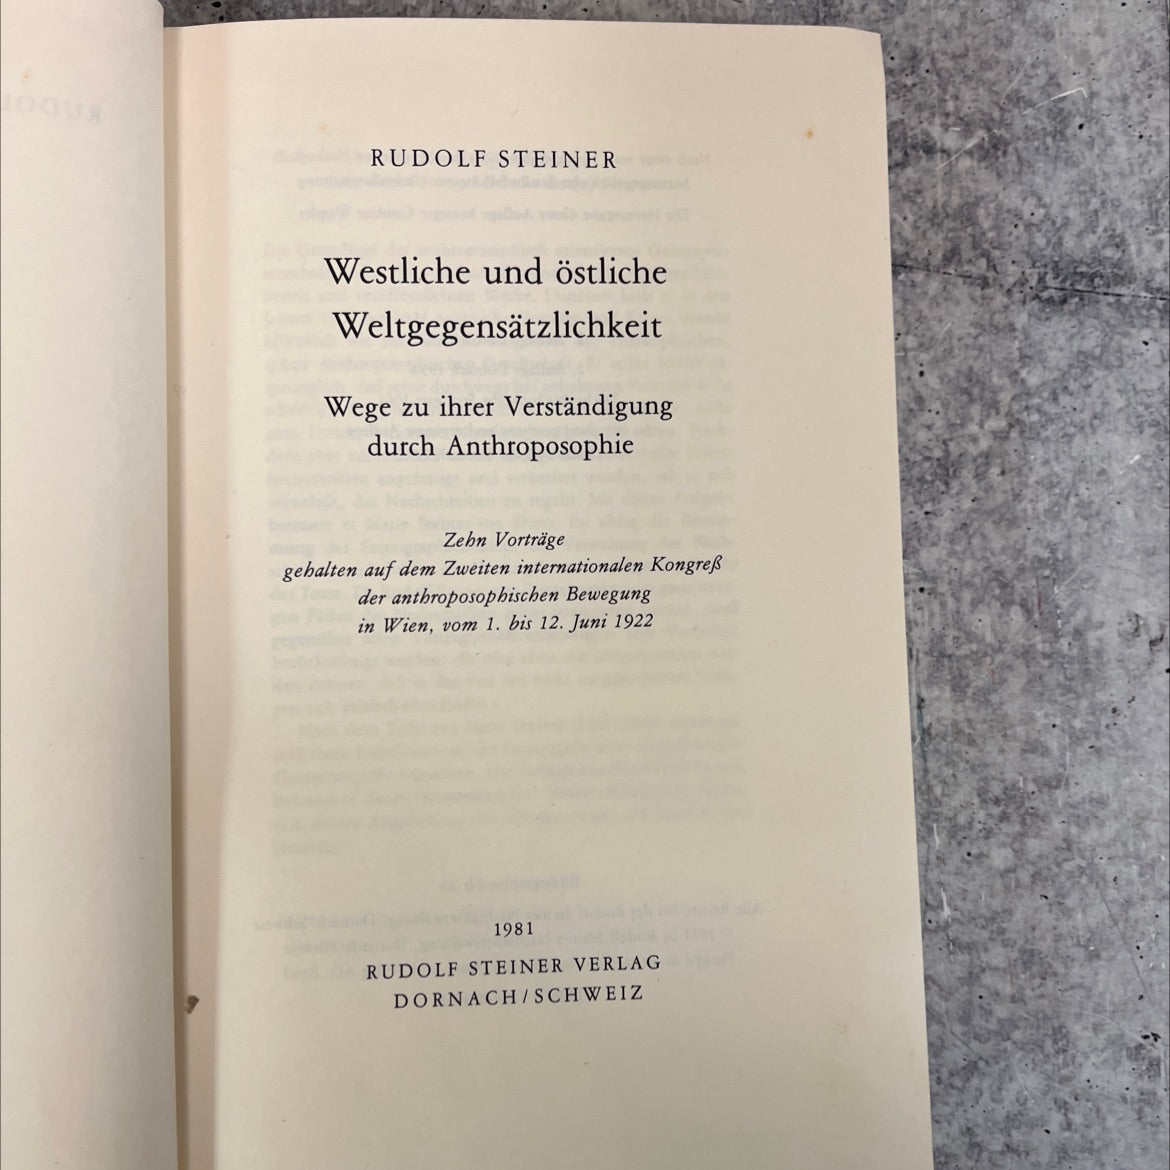 RUDOLF STEINER
Westliche und östliche
Weltgegensätzlichkeit
Wege zu ihrer Verständigung
durch Anthroposophie
Zehn Vorträge
gehalten auf dem Zweiten internationalen Kongreß
der anthroposophischen Bewegung
in Wien, vom 1. bis 12. Juni 1922
1981
RUDOLF STEINER VERLAG
DORNACH/SCHWEIZ